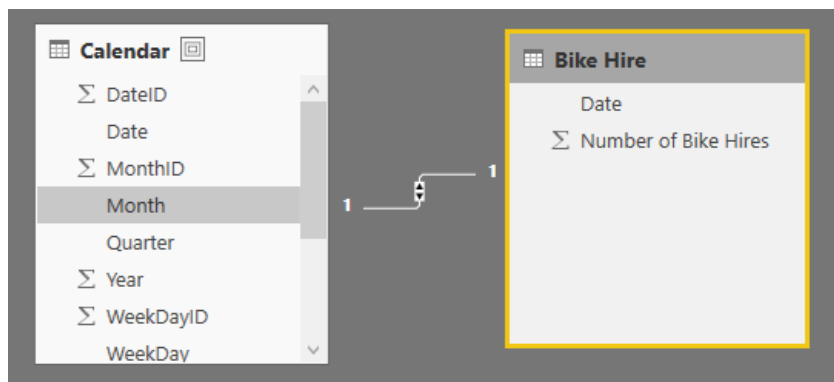 Calendar
Σ DateID
Date
Σ MonthID
Month
Quarter
Σ Year
Σ WeekDayID
WeekDay
1
1
Bike Hire
Date
Σ Number of Bike Hires